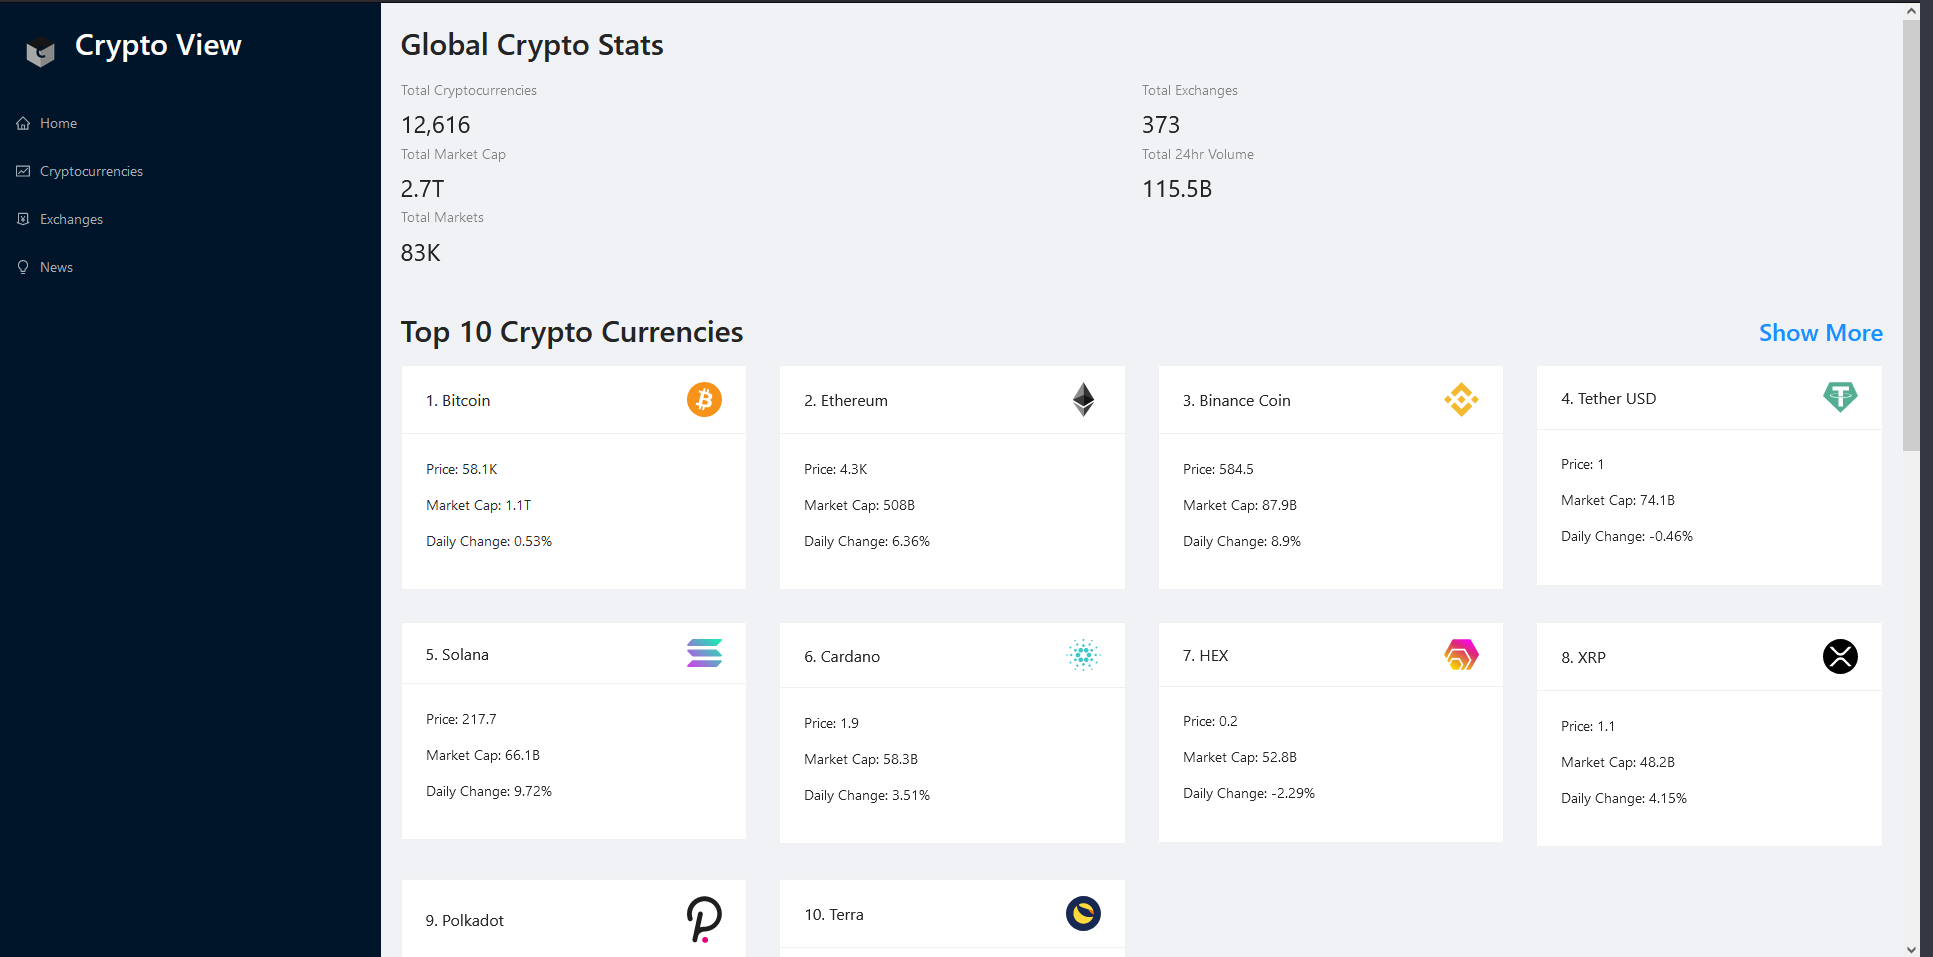 Crypto View
Home
Cryptocurrencies
Exchanges
News
Global Crypto Stats
Total Cryptocurrencies
12,616
Total Exchanges
373
Total Market Cap
2.7T
Total 24hr Volume
115.5B
Total Markets
83K
Top 10 Crypto Currencies
Show More
1. Bitcoin
Price: 58.1K
Market Cap: 1.1T
Daily Change: 0.53%
2. Ethereum
Price: 4.3K
Market Cap: 508B
Daily Change: 6.36%
3. Binance Coin
Price: 584.5
Market Cap: 87.9B
Daily Change: 8.9%
4. Tether USD
Price: 1
Market Cap: 74.1B
Daily Change: -0.46%
5. Solana
Price: 217.7
Market Cap: 66.1B
Daily Change: 9.72%
6. Cardano
Price: 1.9
Market Cap: 58.3B
Daily Change: 3.51%
7. HEX
Price: 0.2
Market Cap: 52.8B
Daily Change: -2.29%
8. XRP
Price: 1.1
Market Cap: 48.2B
Daily Change: 4.15%
9. Polkadot
10. Terra